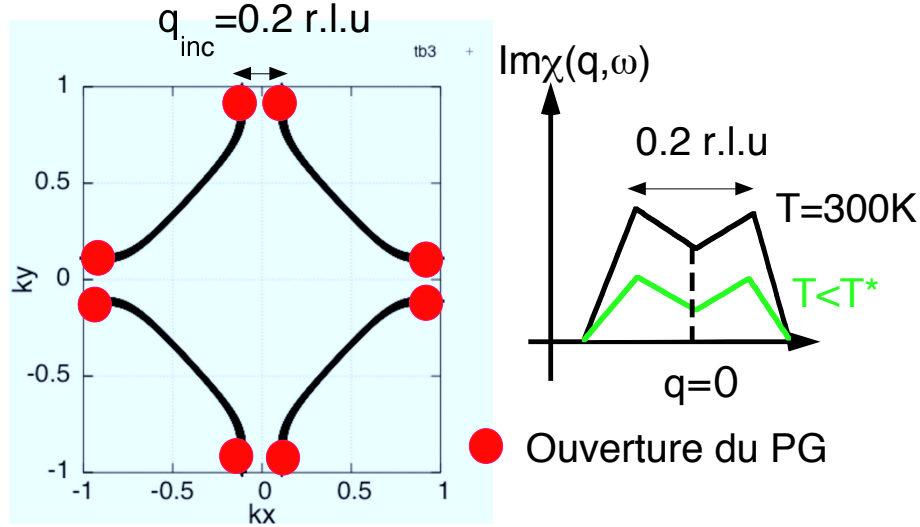 q_inc=0.2 r.l.u
tb3 +
1
0.5
0
-0.5
-1
ky
-1 -0.5 0 0.5 1
kx
Imχ(q,ω)
0.2 r.l.u
T=300K
T<T*
q=0
Ouverture du PG